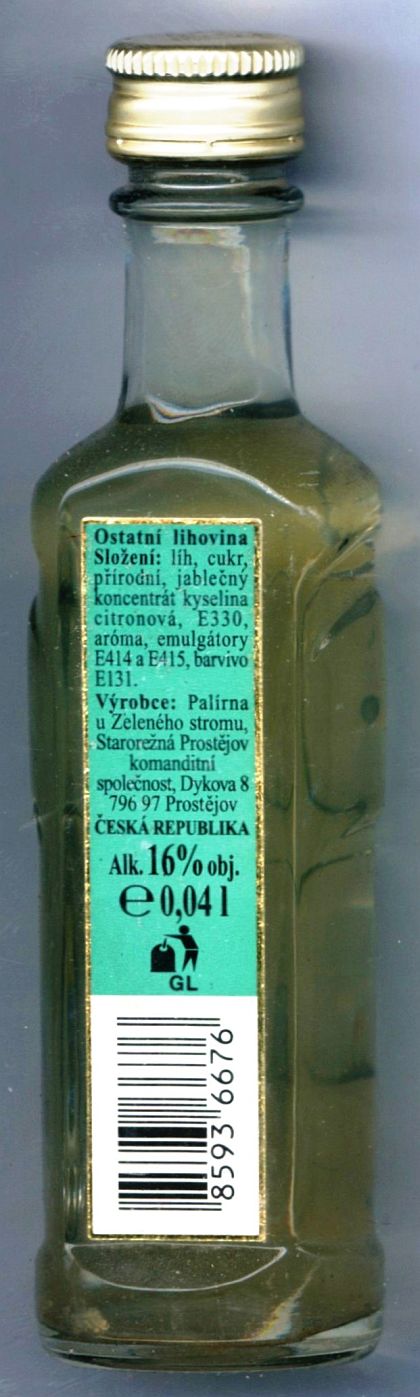 Ostatní lihovina
Složení: líh, cukr,
přírodní, jablečný
koncentrát kyselina
citronová, E330,
aróma, emulgátory
E414 a E415, barvivo
E131.
Výrobce: Palírna
u Zeleného stromu,
Starorežná Prostějov
komanditní
společnost, Dykova 8
796 97 Prostějov
ČESKÁ REPUBLIKA
Alk. 16% obj.
℮ 0,04 l
GL
8593 6676